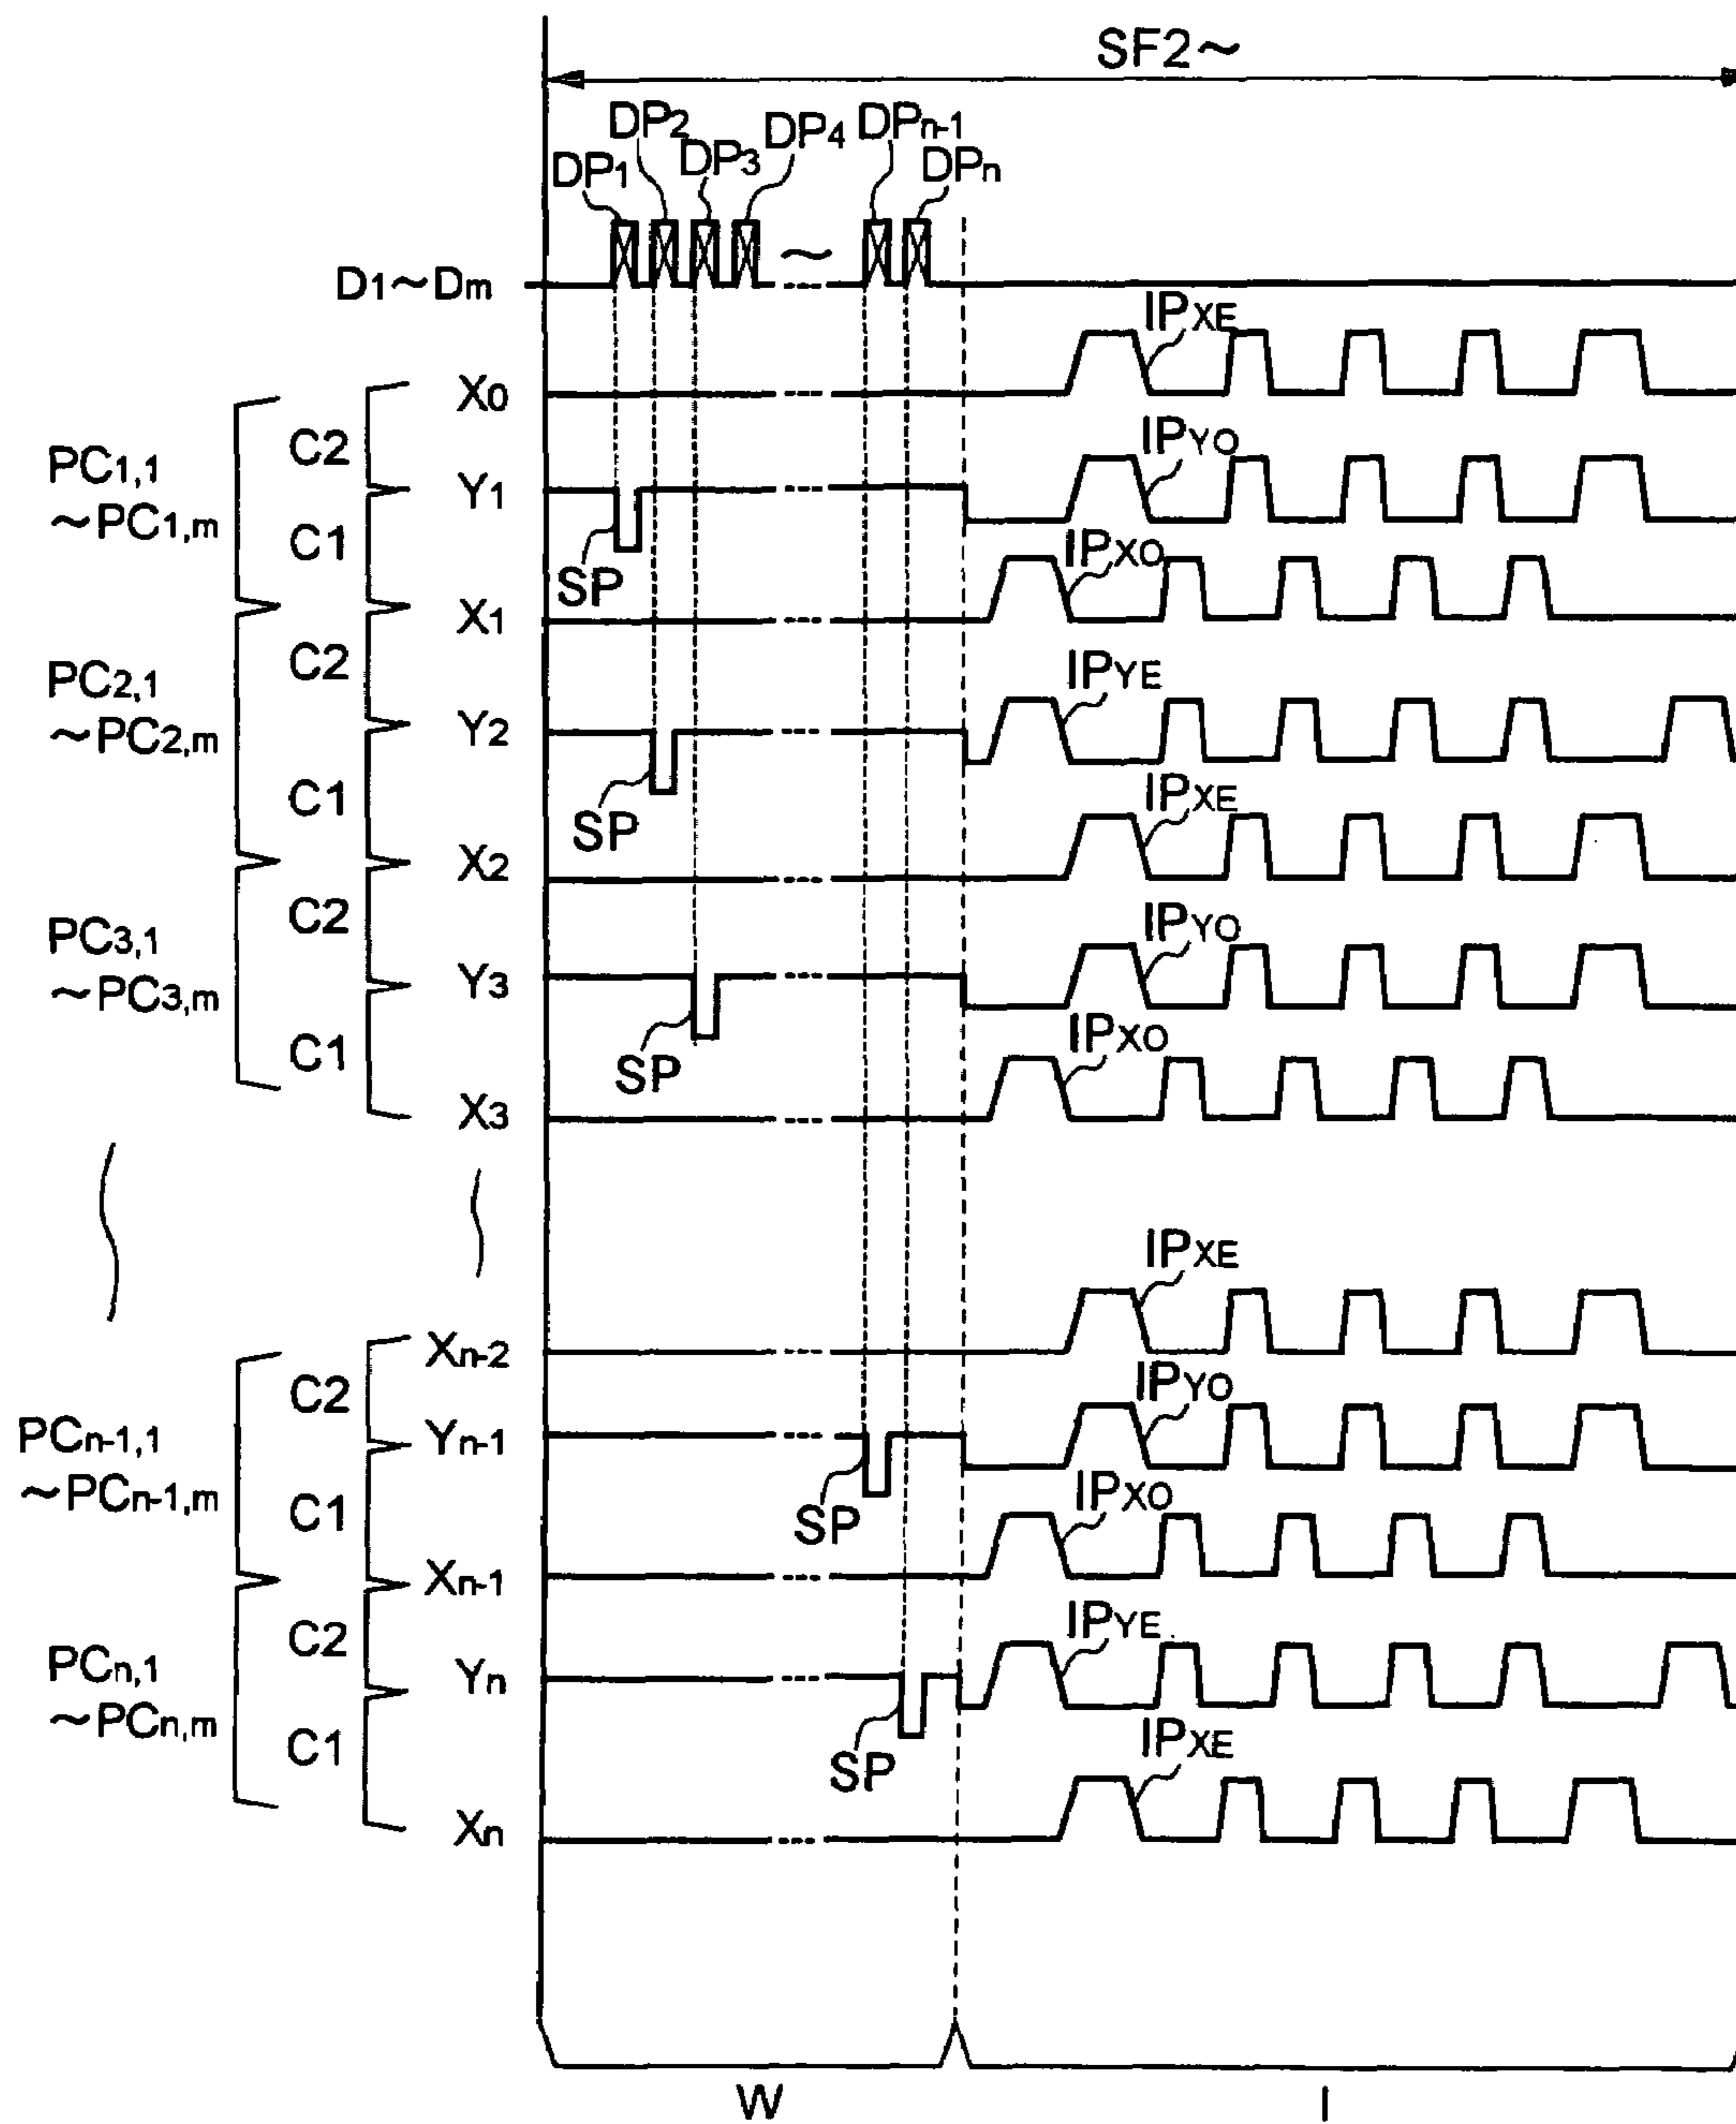 SF2～
DP1 DP2 DP3 DP4 DPn-1 DPn
D1～Dm
IPXE
X0
C2
IPYO
PC1,1
～PC1,m
Y1
C1
SP
IPXO
X1
C2
IPYE
PC2,1
～PC2,m
Y2
C1
SP
IPXE
X2
C2
IPYO
PC3,1
～PC3,m
Y3
C1
SP
IPXO
X3
IPXE
Xn-2
C2
IPYO
PCn-1,1
～PCn-1,m
Yn-1
C1
SP
IPXO
Xn-1
C2
IPYE
PCn,1
～PCn,m
Yn
C1
SP
IPXE
Xn
W I